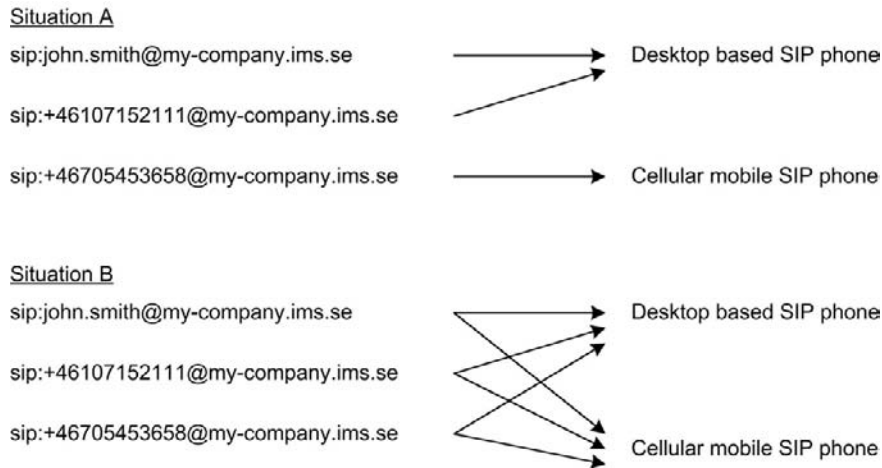 Situation A
sip:john.smith@my-company.ims.se Desktop based SIP phone
sip:+46107152111@my-company.ims.se
sip:+46705453658@my-company.ims.se Cellular mobile SIP phone
Situation B
sip:john.smith@my-company.ims.se Desktop based SIP phone
sip:+46107152111@my-company.ims.se
sip:+46705453658@my-company.ims.se
Cellular mobile SIP phone